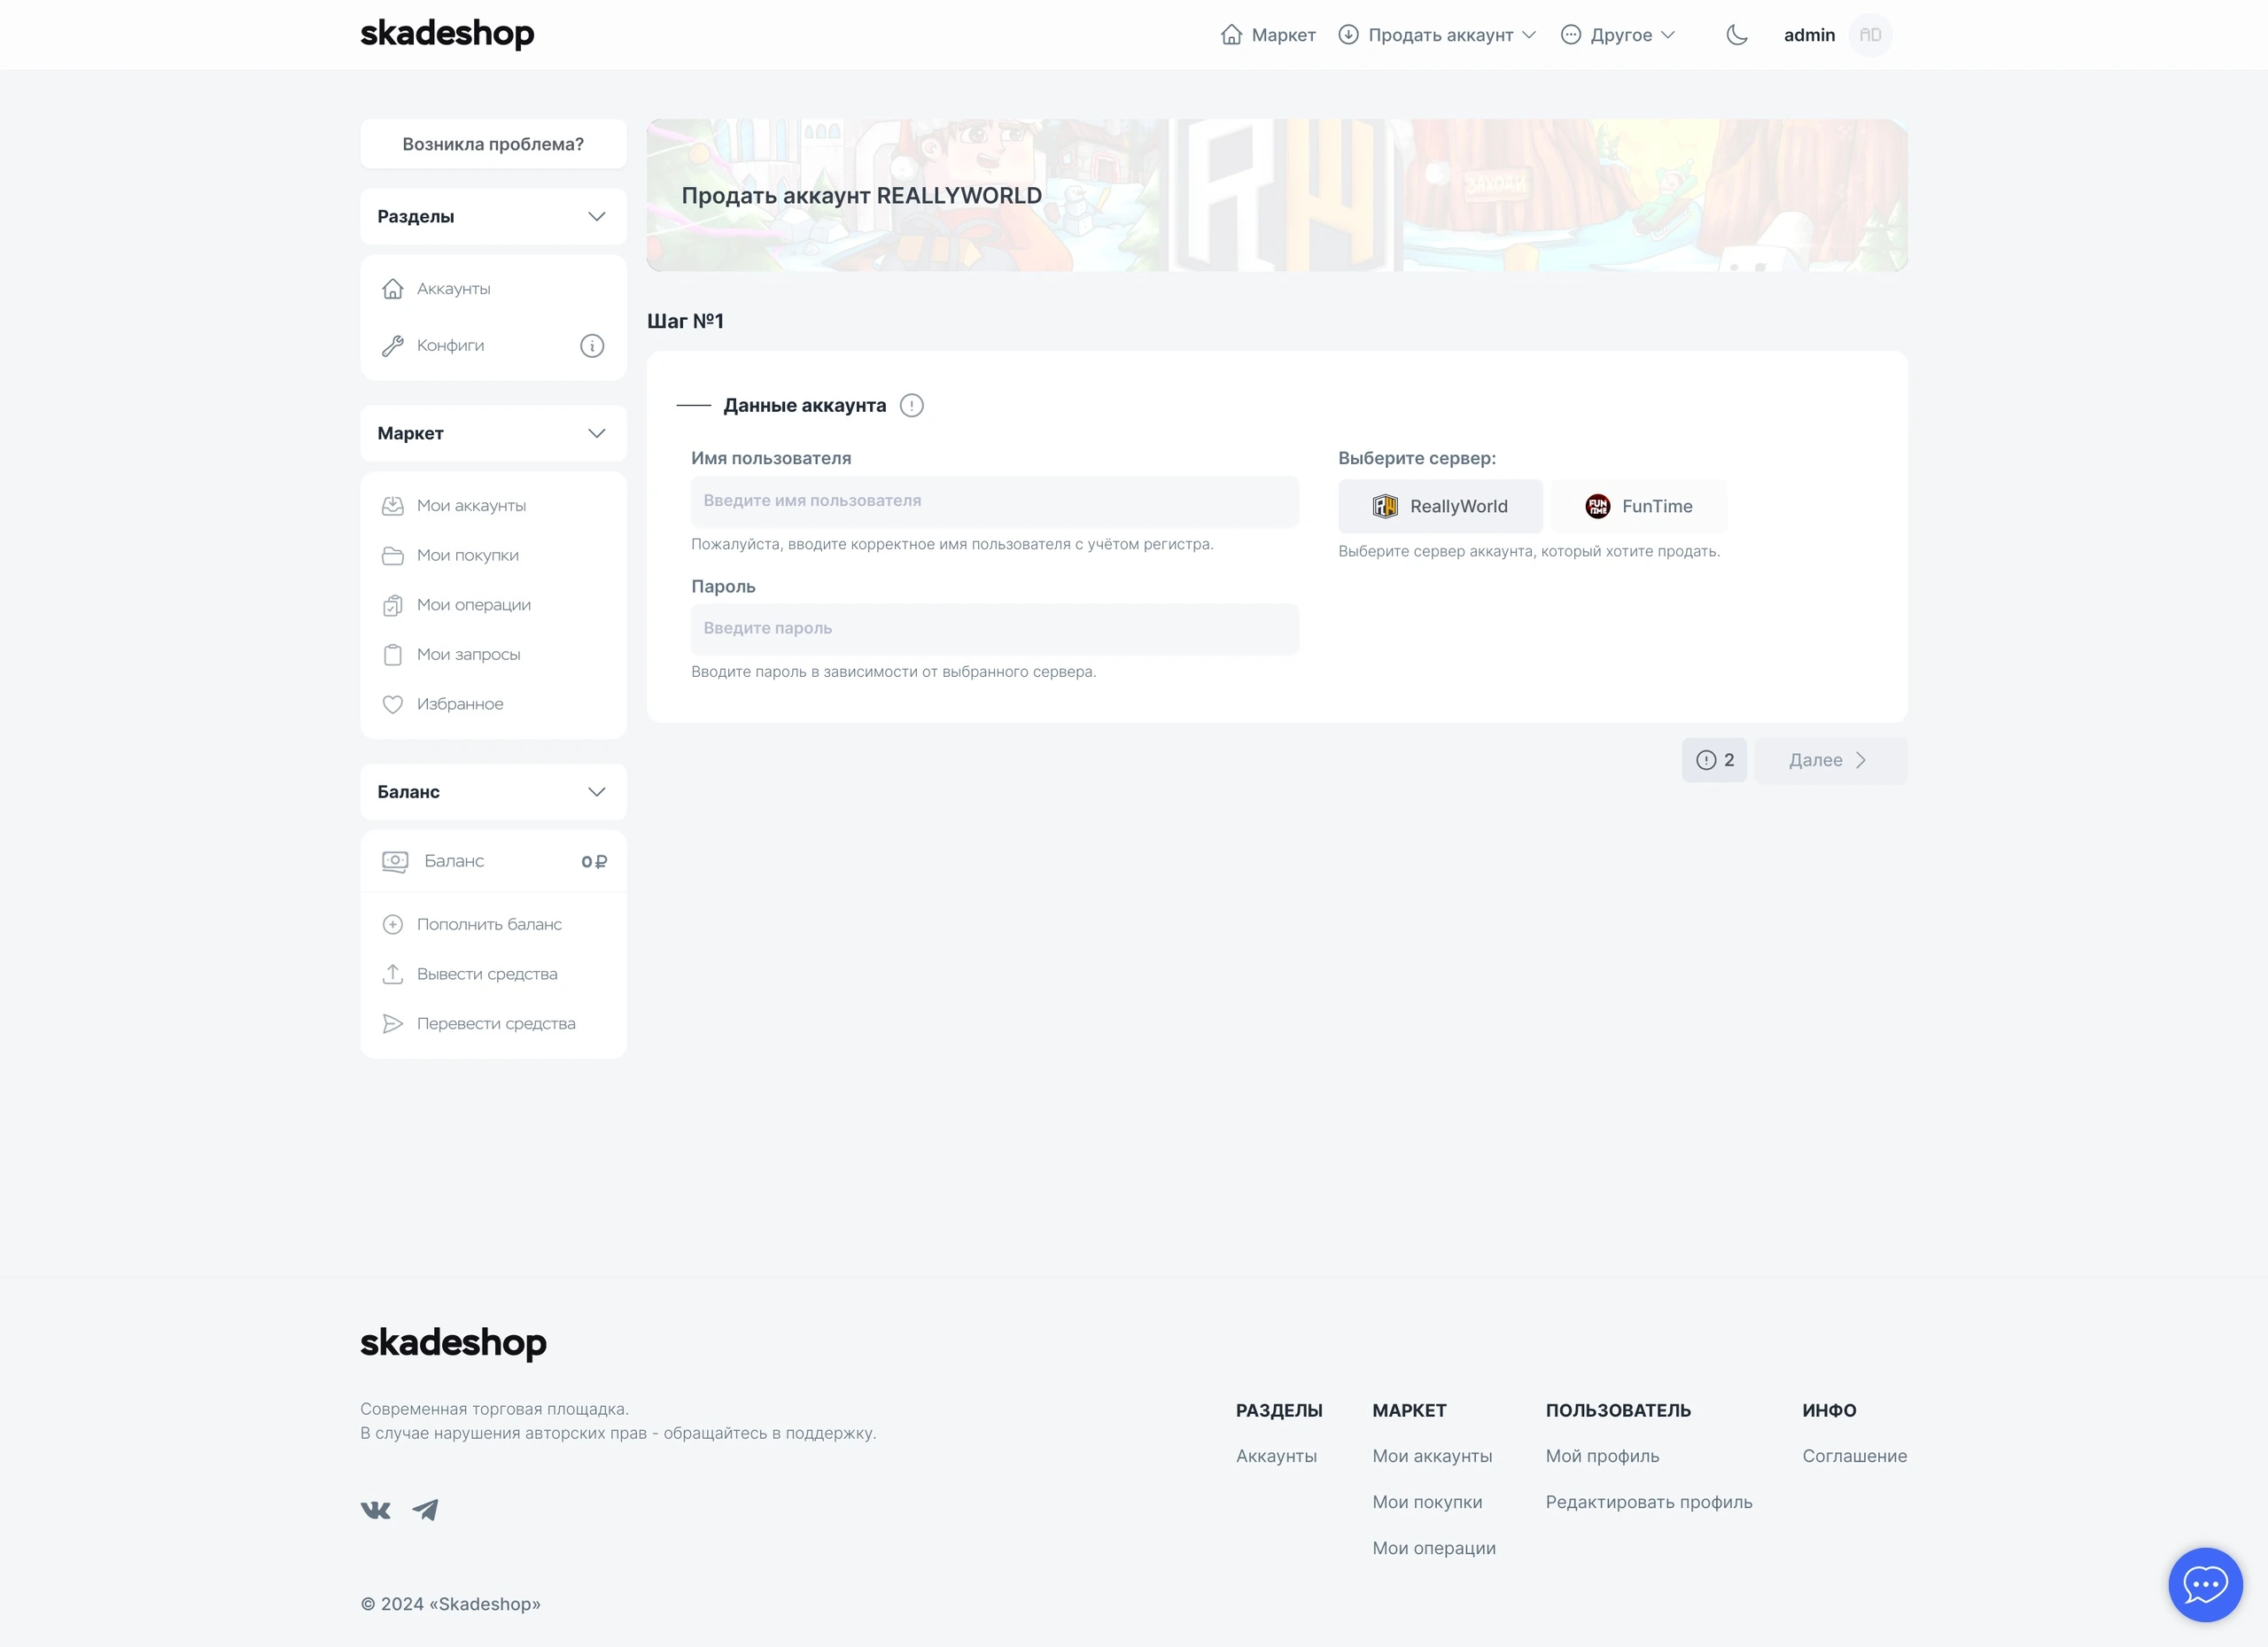 skadeshop
Маркет
Продать аккаунт
Другое
admin
AD
Возникла проблема?
Разделы
Аккаунты
Конфиги
Маркет
Мои аккаунты
Мои покупки
Мои операции
Мои запросы
Избранное
Баланс
Баланс 0 ₽
Пополнить баланс
Вывести средства
Перевести средства
Продать аккаунт REALLYWORLD
RW
ЗАХОДИ
Шаг №1
Данные аккаунта
Имя пользователя
Введите имя пользователя
Пожалуйста, вводите корректное имя пользователя с учётом регистра.
Пароль
Введите пароль
Вводите пароль в зависимости от выбранного сервера.
Выберите сервер:
RW ReallyWorld
FUN TIME FunTime
Выберите сервер аккаунта, который хотите продать.
2
Далее
skadeshop
Современная торговая площадка.
В случае нарушения авторских прав - обращайтесь в поддержку.
РАЗДЕЛЫ
Аккаунты
МАРКЕТ
Мои аккаунты
Мои покупки
Мои операции
ПОЛЬЗОВАТЕЛЬ
Мой профиль
Редактировать профиль
ИНФО
Соглашение
© 2024 «Skadeshop»